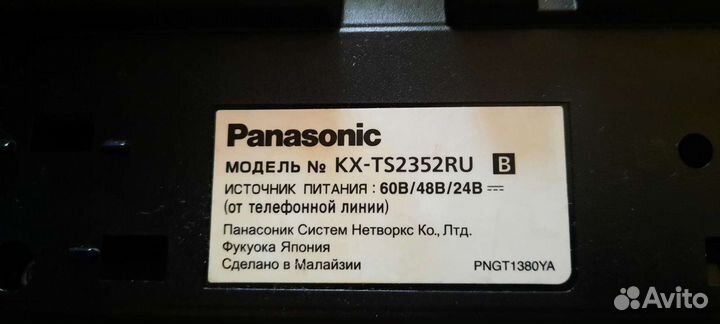 Panasonic
МОДЕЛЬ № KX-TS2352RU B
ИСТОЧНИК ПИТАНИЯ : 60В/48В/24В ⎓
(от телефонной линии)
Панасоник Систем Нетворкс Ко., Лтд.
Фукуока Япония
Сделано в Малайзии PNGT1380YA
Avito